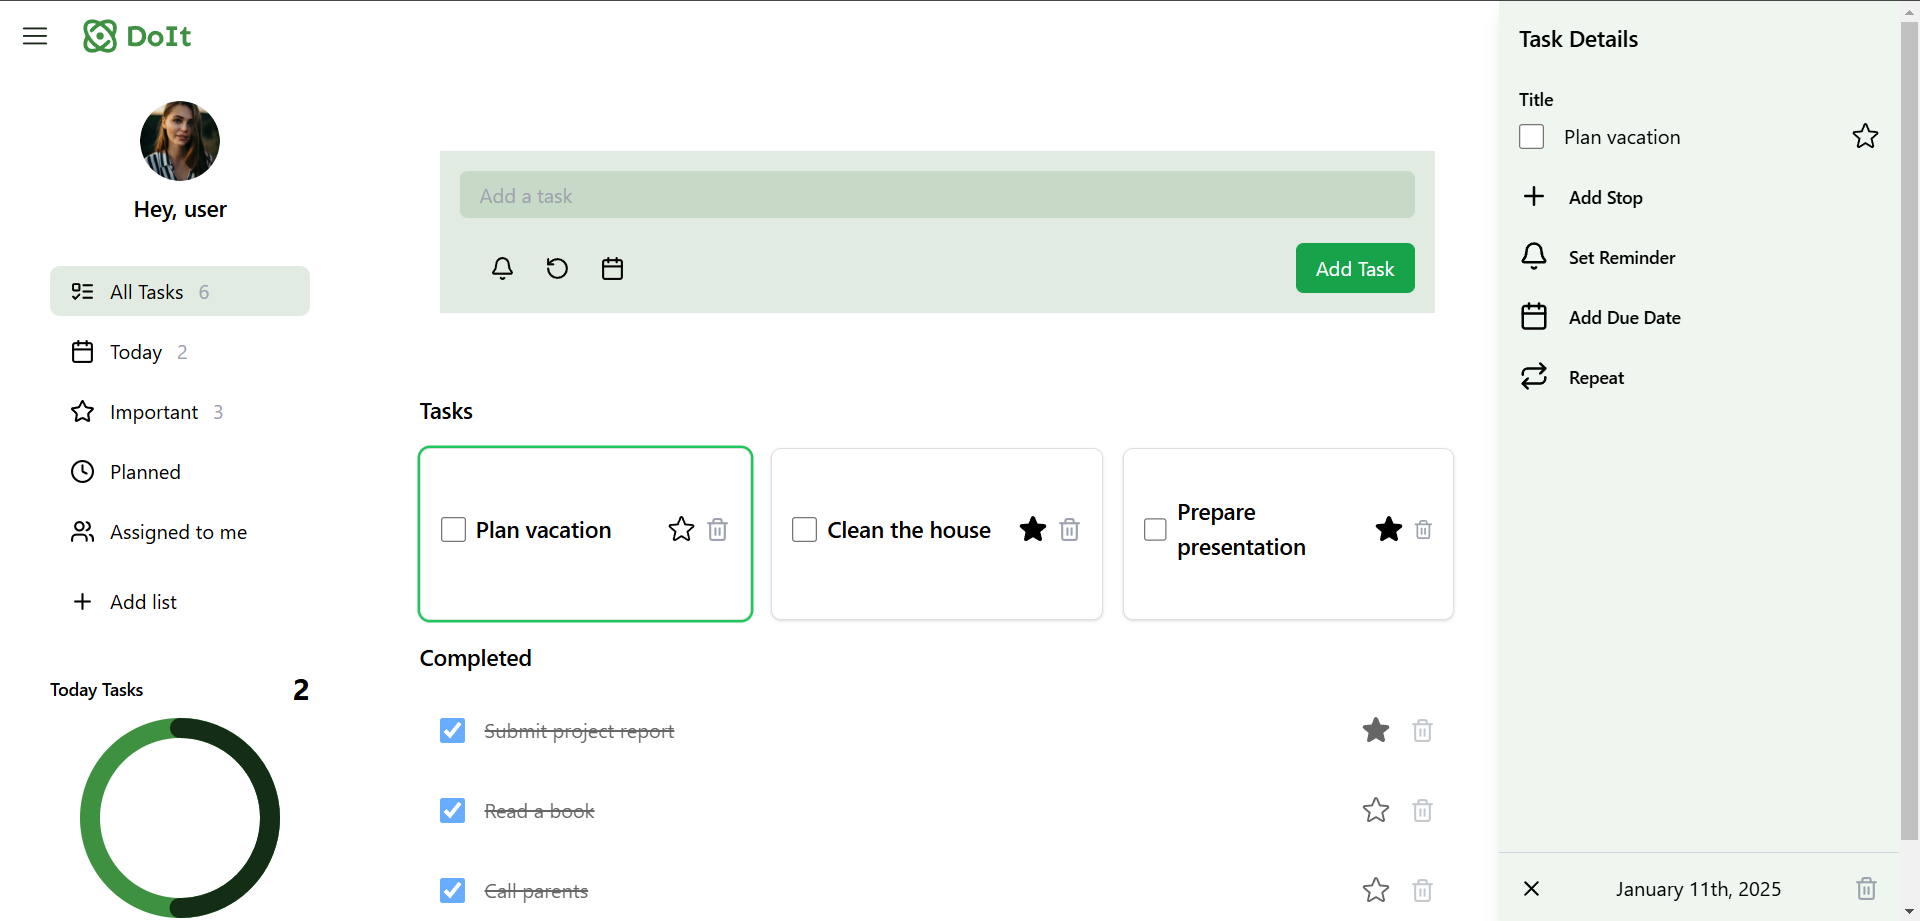 DoIt
Hey, user
All Tasks 6
Today 2
Important 3
Planned
Assigned to me
Add list
Today Tasks 2
Add a task
Add Task
Tasks
Plan vacation
Clean the house
Prepare
presentation
Completed
Submit project report
Read a book
Call parents
Task Details
Title
Plan vacation
Add Stop
Set Reminder
Add Due Date
Repeat
January 11th, 2025